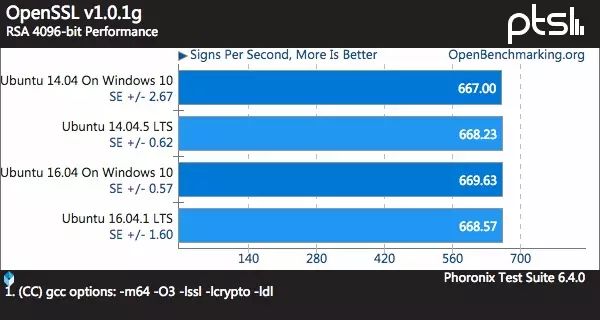 OpenSSL v1.0.1g
RSA 4096-bit Performance
pts
▶ Signs Per Second, More Is Better
OpenBenchmarking.org
Ubuntu 14.04 On Windows 10
SE +/- 2.67
667.00
Ubuntu 14.04.5 LTS
SE +/- 0.62
668.23
Ubuntu 16.04 On Windows 10
SE +/- 0.57
669.63
Ubuntu 16.04.1 LTS
SE +/- 1.60
668.57
140 280 420 560 700
Phoronix Test Suite 6.4.0
1. (CC) gcc options: -m64 -O3 -lssl -lcrypto -ldl